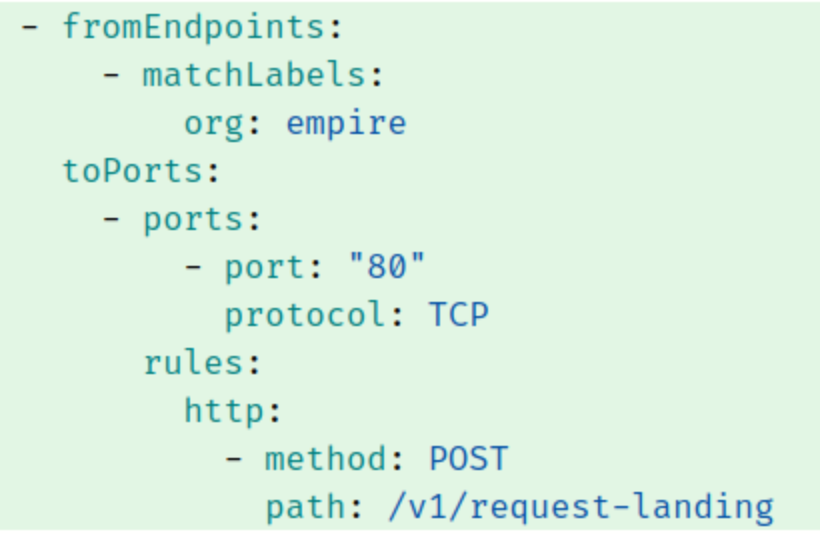 - fromEndpoints:
    - matchLabels:
        org: empire
  toPorts:
    - ports:
        - port: "80"
          protocol: TCP
      rules:
        http:
          - method: POST
            path: /v1/request-landing